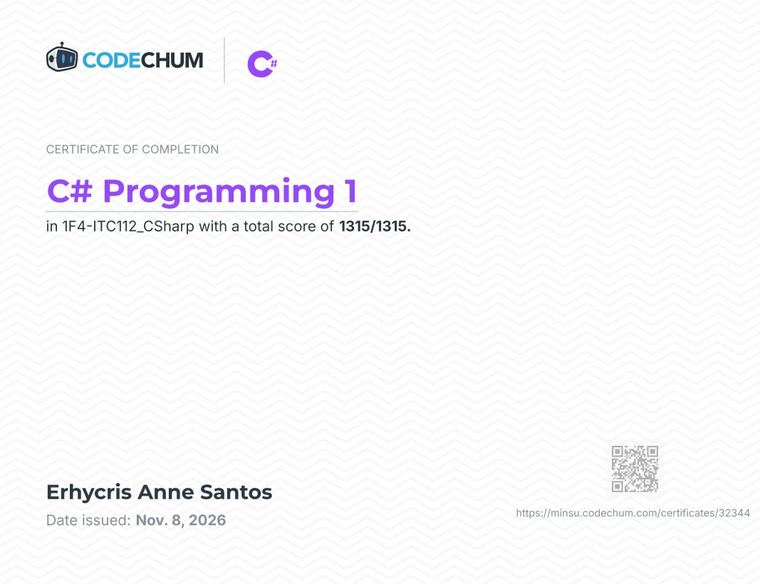 CODECHUM
C#
CERTIFICATE OF COMPLETION
C# Programming 1
in 1F4-ITC112_CSharp with a total score of 1315/1315.
Erhycris Anne Santos
Date issued: Nov. 8, 2026
https://minsu.codechum.com/certificates/32344